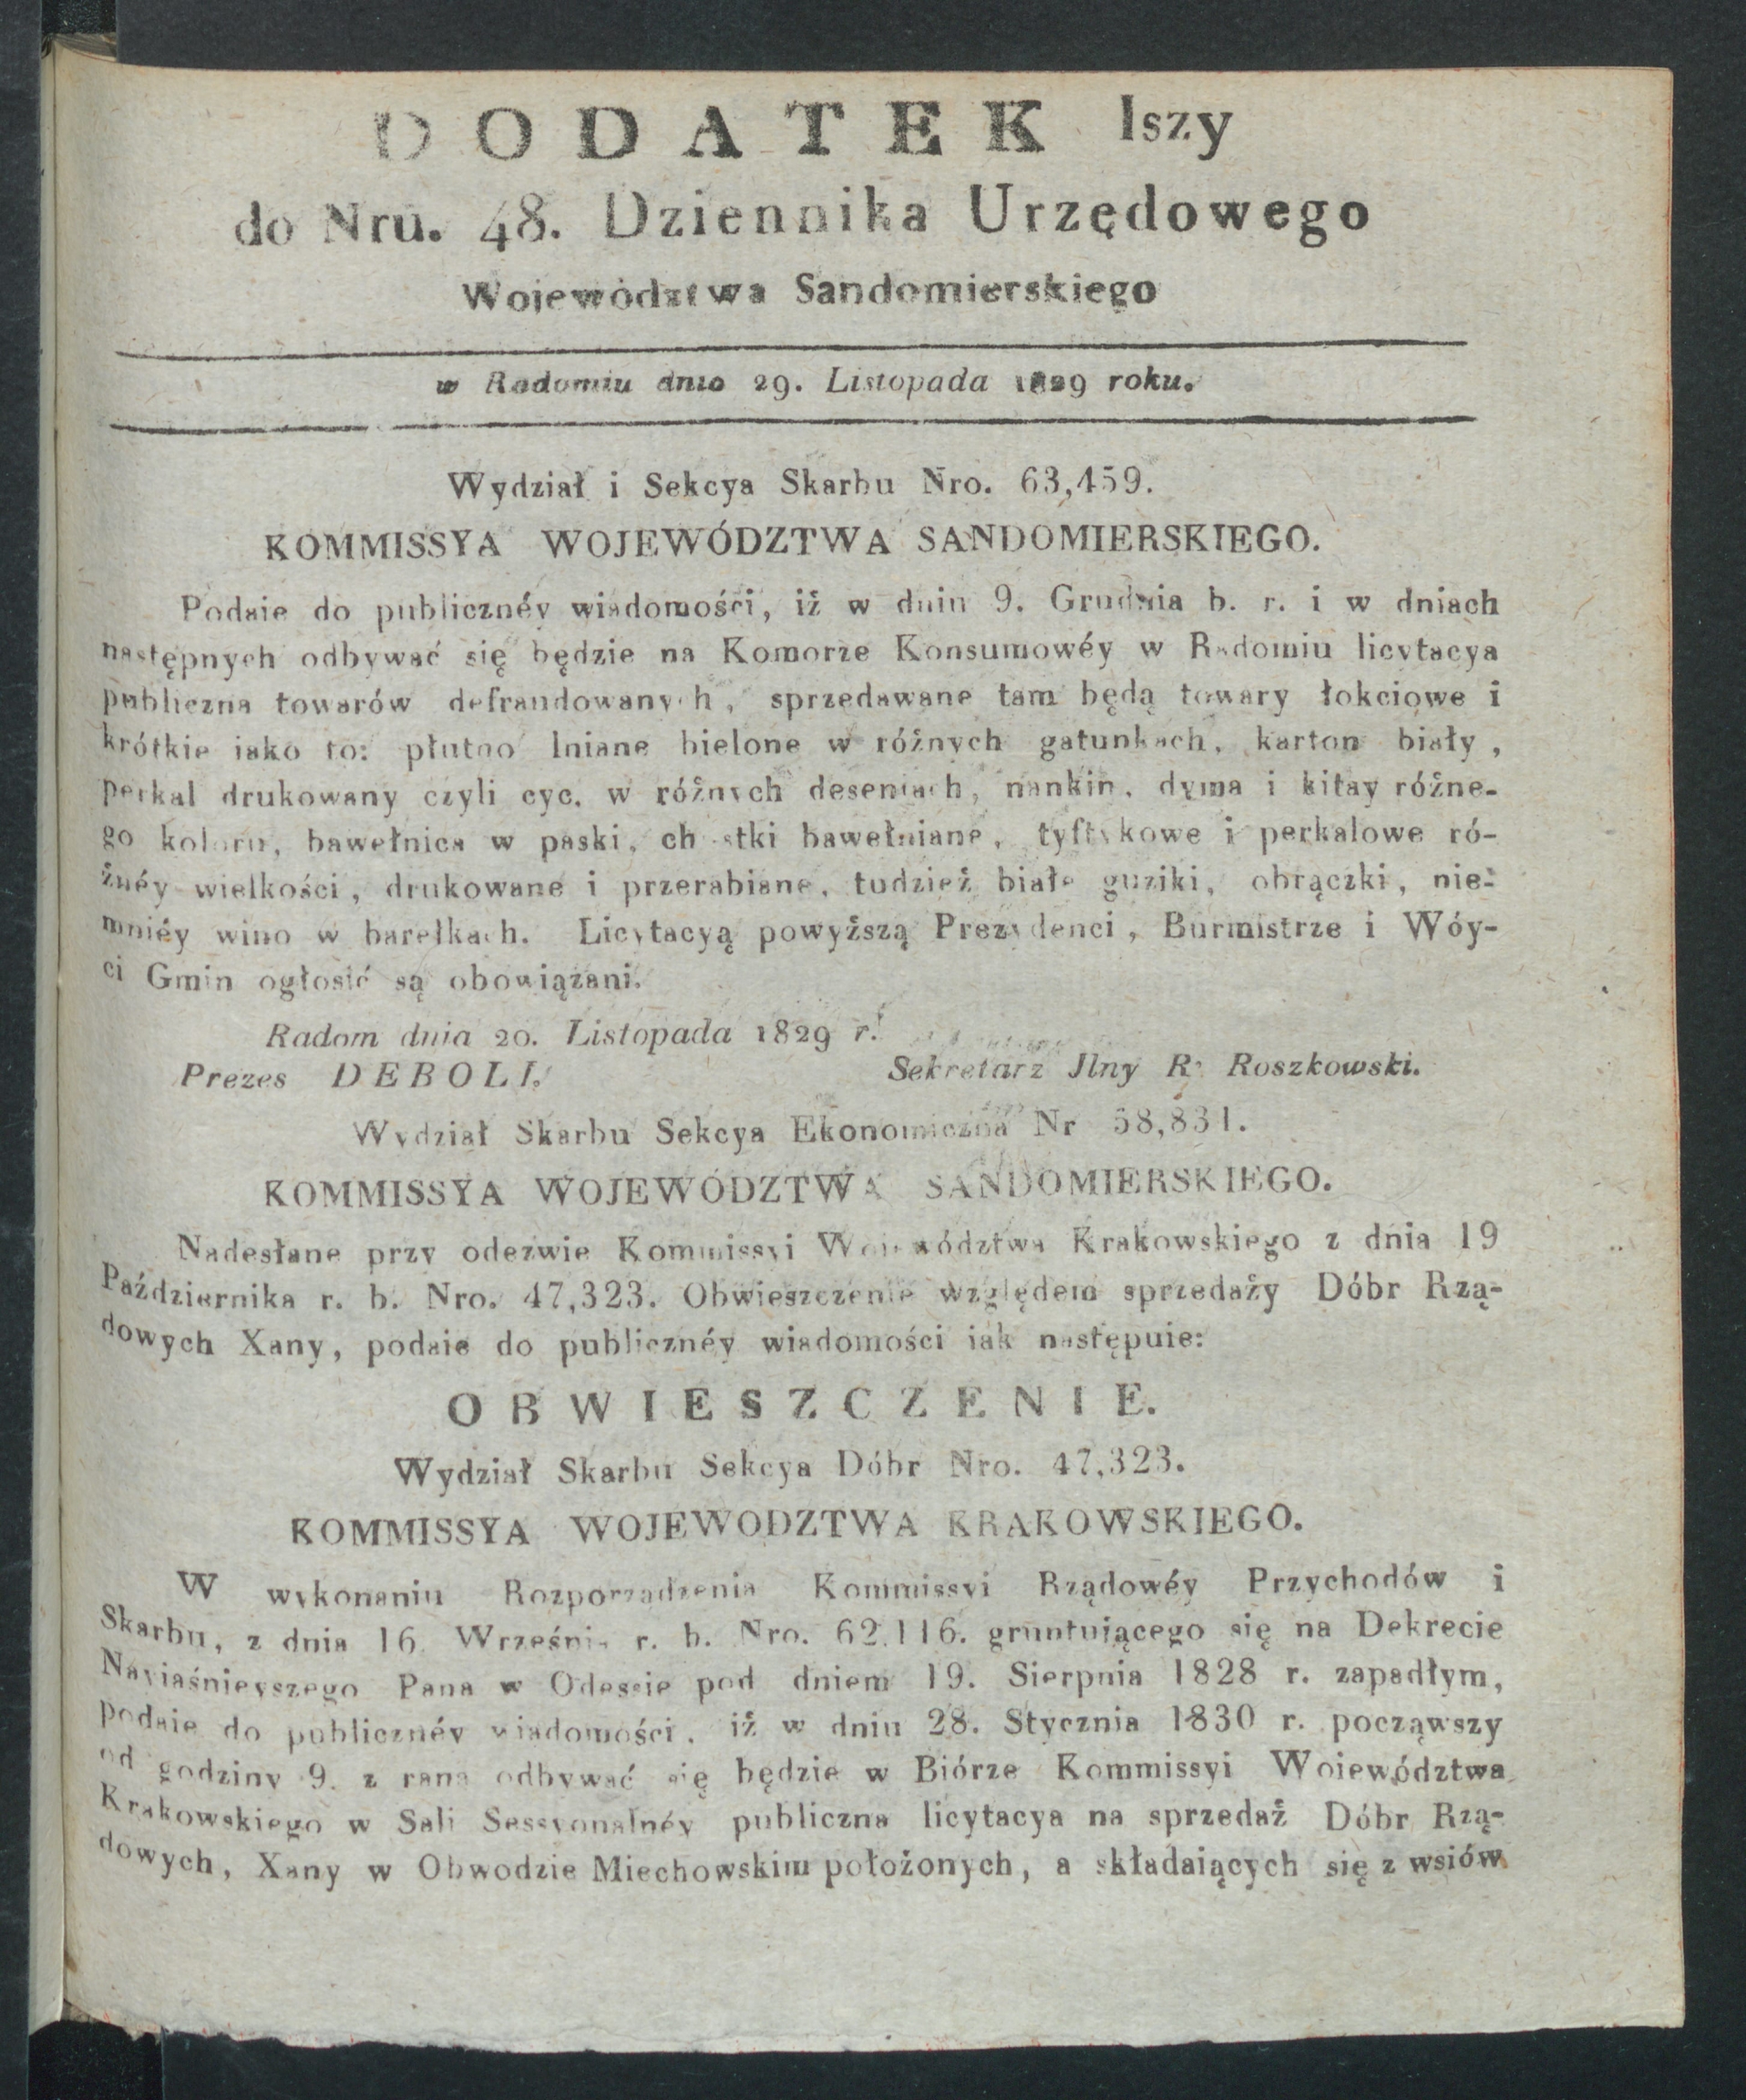 DODATEK Iszy
do Nru. 48. Dziennika Urzędowego
Województwa Sandomierskiego
w Radomiu dnia 29. Listopada 1829 roku.
Wydział i Sekcya Skarbu Nro. 63,459.
KOMMISSYA WOJEWÓDZTWA SANDOMIERSKIEGO.
Podaie do publicznéy wiadomości, iż w dniu 9. Grudnia b. r. i w dniach
następnych odbywać się będzie na Komorze Konsumowéy w Radomiu licytacya
publiczna towarów defraudowanych, sprzedawane tam będą towary łokciowe i
krótkie iako to: płutno lniane bielone w różnych gatunkach, karton biały,
perkal drukowany czyli cyc. w różnych deseniach, nankin, dyma i kitay różne-
go koloru, bawełnica w paski, chustki bawełniane, tyftykowe i perkalowe ró-
żnéy wielkości, drukowane i przerabiane, tudzież białe guziki, obrączki, nie-
mniéy wino w barełkach. Licytacyą powyższą Prezydenci, Burmistrze i Wóy-
ci Gmin ogłosić są obowiązani.
Radom dnia 20. Listopada 1829 r.
Prezes DEBOLI. Sekretarz Jlny R. Roszkowski.
Wydział Skarbu Sekcya Ekonomiczna Nr 58,831.
KOMMISSYA WOJEWÓDZTWA SANDOMIERSKIEGO.
Nadesłane przy odezwie Kommissyi Województwa Krakowskiego z dnia 19
Października r. b. Nro. 47,323. Obwieszczenie względem sprzedaży Dóbr Rzą-
dowych Xany, podaie do publicznéy wiadomości iak następuie:
OBWIESZCZENIE.
Wydział Skarbu Sekcya Dóbr Nro. 47,323.
KOMMISSYA WOJEWODZTWA KRAKOWSKIEGO.
W wykonaniu Rozporządzenia Kommissyi Rządowéy Przychodów i
Skarbu, z dnia 16. Września r. b. Nro. 62,116. gruntuiącego się na Dekrecie
Nayiaśnieyszego Pana w Odessie pod dniem 19. Sierpnia 1828 r. zapadłym,
podaie do publicznéy wiadomości, iż w dniu 28. Stycznia 1830 r. począwszy
od godziny 9. z rana odbywać się będzie w Biórze Kommissyi Woiewództwa
Krakowskiego w Sali Sessyonalnéy publiczna licytacya na sprzedaż Dóbr Rzą-
dowych, Xany w Obwodzie Miechowskim położonych, a składaiących się z wsiów